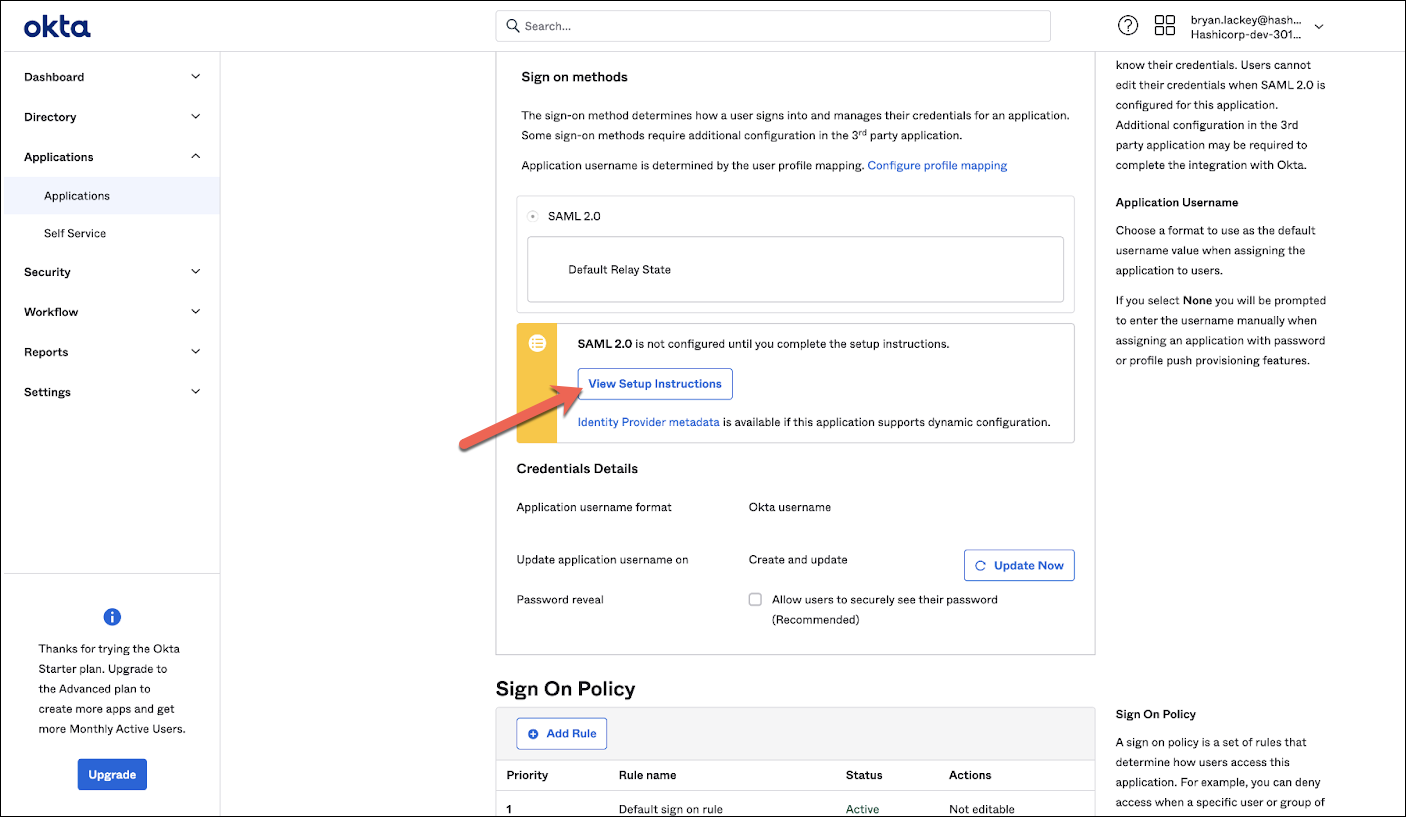 okta
Search...
bryan.lackey@hash...
Hashicorp-dev-301...
Dashboard
Directory
Applications
Applications
Self Service
Security
Workflow
Reports
Settings
Thanks for trying the Okta
Starter plan. Upgrade to
the Advanced plan to
create more apps and get
more Monthly Active Users.
Upgrade
Sign on methods
The sign-on method determines how a user signs into and manages their credentials for an application.
Some sign-on methods require additional configuration in the 3rd party application.
Application username is determined by the user profile mapping. Configure profile mapping
SAML 2.0
Default Relay State
SAML 2.0 is not configured until you complete the setup instructions.
View Setup Instructions
Identity Provider metadata is available if this application supports dynamic configuration.
Credentials Details
Application username format Okta username
Update application username on Create and update Update Now
Password reveal Allow users to securely see their password
(Recommended)
Sign On Policy
Add Rule
Priority Rule name Status Actions
1 Default sign on rule Active Not editable
know their credentials. Users cannot
edit their credentials when SAML 2.0 is
configured for this application.
Additional configuration in the 3rd
party application may be required to
complete the integration with Okta.
Application Username
Choose a format to use as the default
username value when assigning the
application to users.
If you select None you will be prompted
to enter the username manually when
assigning an application with password
or profile push provisioning features.
Sign On Policy
A sign on policy is a set of rules that
determine how users access this
application. For example, you can deny
access when a specific user or group of